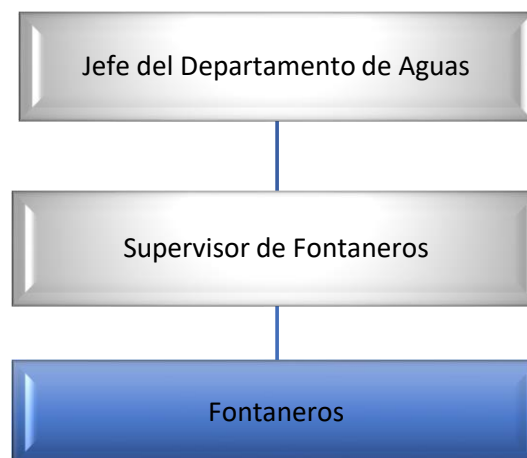 Jefe del Departamento de Aguas
Supervisor de Fontaneros
Fontaneros